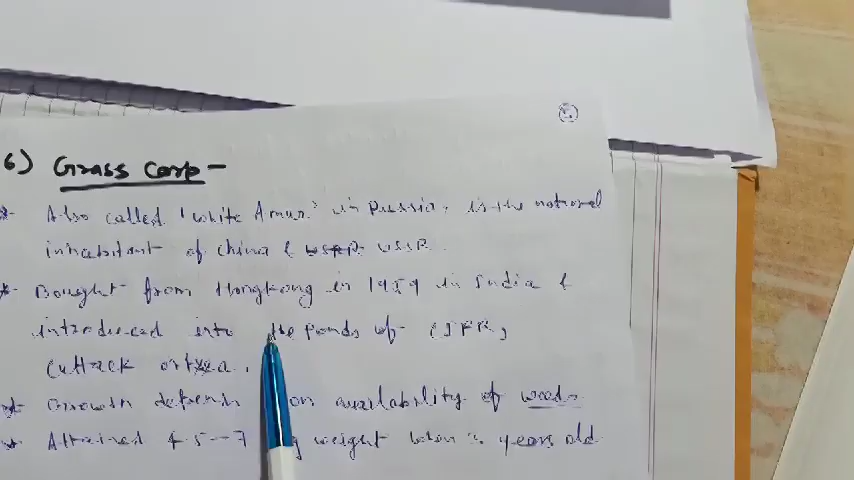 6) Grass Corp -
Also called 'White Amur' in Russia, is the natural
inhabitant of China & USSR.
Bought from Hongkong in 1959 in India &
introduced into the Ponds of CIFRI,
Cuttack
Growth depends on availability of weeds
Attained 4.5-7 weight when 2 years old